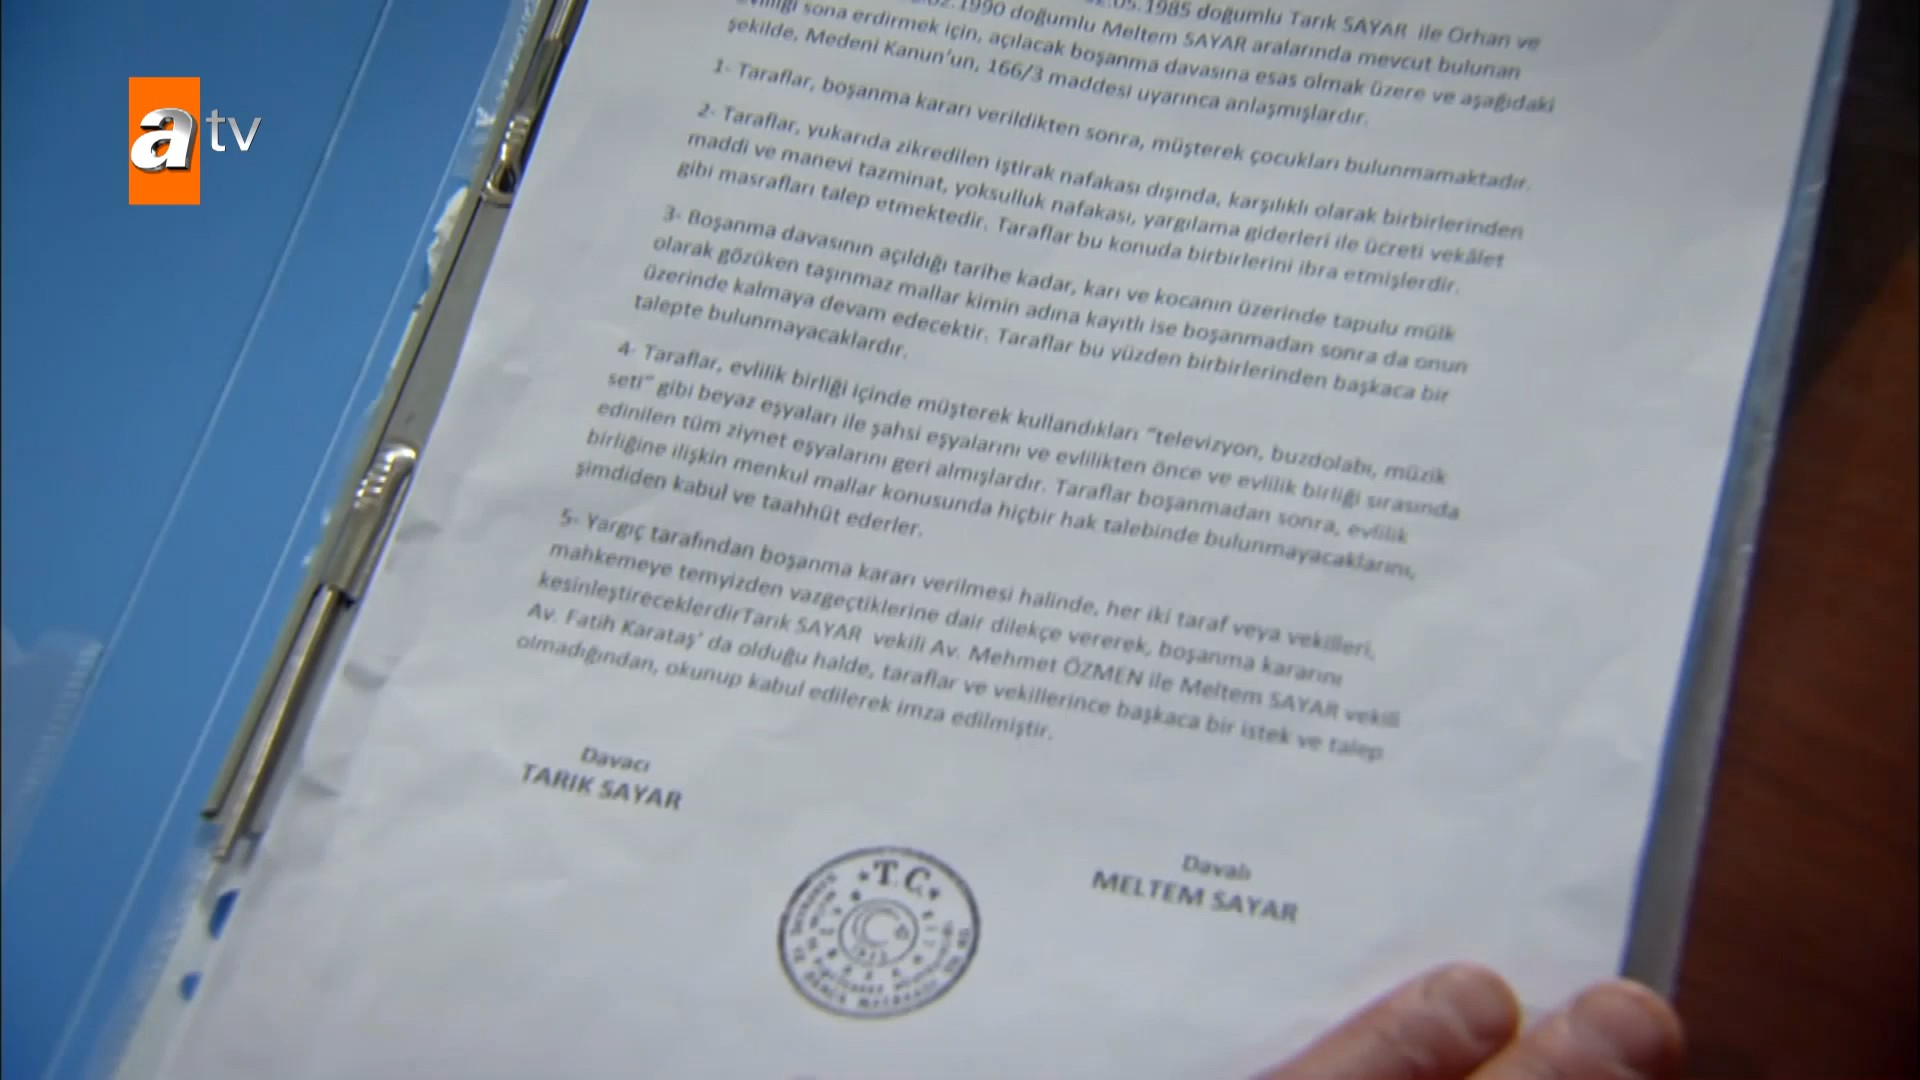 atv
.1990 doğumlu Meltem SAYAR aralarında mevcut bulunan
.05.1985 doğumlu Tarık SAYAR ile Orhan ve
evliliği sona erdirmek için, açılacak boşanma davasına esas olmak üzere ve aşağıdaki
şekilde, Medeni Kanun'un, 166/3 maddesi uyarınca anlaşmışlardır.
1- Taraflar, boşanma kararı verildikten sonra, müşterek çocukları bulunmamaktadır.
2- Taraflar, yukarıda zikredilen iştirak nafakası dışında, karşılıklı olarak birbirlerinden
maddi ve manevi tazminat, yoksulluk nafakası, yargılama giderleri ile ücreti vekâlet
gibi masrafları talep etmektedir. Taraflar bu konuda birbirlerini ibra etmişlerdir.
3- Boşanma davasının açıldığı tarihe kadar, karı ve kocanın üzerinde tapulu mülk
olarak gözüken taşınmaz mallar kimin adına kayıtlı ise boşanmadan sonra da onun
üzerinde kalmaya devam edecektir. Taraflar bu yüzden birbirlerinden başkaca bir
talepte bulunmayacaklardır.
4- Taraflar, evlilik birliği içinde müşterek kullandıkları "televizyon, buzdolabı, müzik
seti" gibi beyaz eşyaları ile şahsi eşyalarını ve evlilikten önce ve evlilik birliği sırasında
edinilen tüm ziynet eşyalarını geri almışlardır. Taraflar boşanmadan sonra, evlilik
birliğine ilişkin menkul mallar konusunda hiçbir hak talebinde bulunmayacaklarını,
şimdiden kabul ve taahhüt ederler.
5- Yargıç tarafından boşanma kararı verilmesi halinde, her iki taraf veya vekilleri,
mahkemeye temyizden vazgeçtiklerine dair dilekçe vererek, boşanma kararını
kesinleştireceklerdirTarık SAYAR vekili Av. Mehmet ÖZMEN ile Meltem SAYAR vekili
Av. Fatih Karataş' da olduğu halde, taraflar ve vekillerince başkaca bir istek ve talep
olmadığından, okunup kabul edilerek imza edilmiştir.
Davacı
TARIK SAYAR
Davalı
MELTEM SAYAR
T.C.